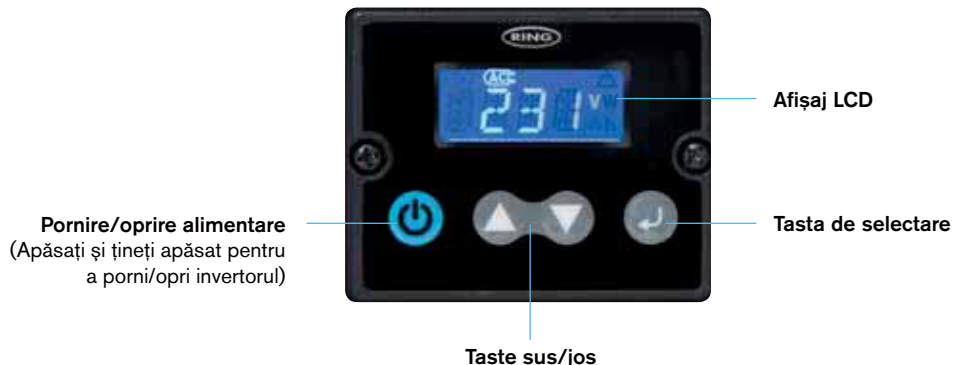 RING
AC
231 V
Afișaj LCD
Pornire/oprire alimentare
(Apăsați și țineți apăsat pentru
a porni/opri invertorul)
Tasta de selectare
Taste sus/jos